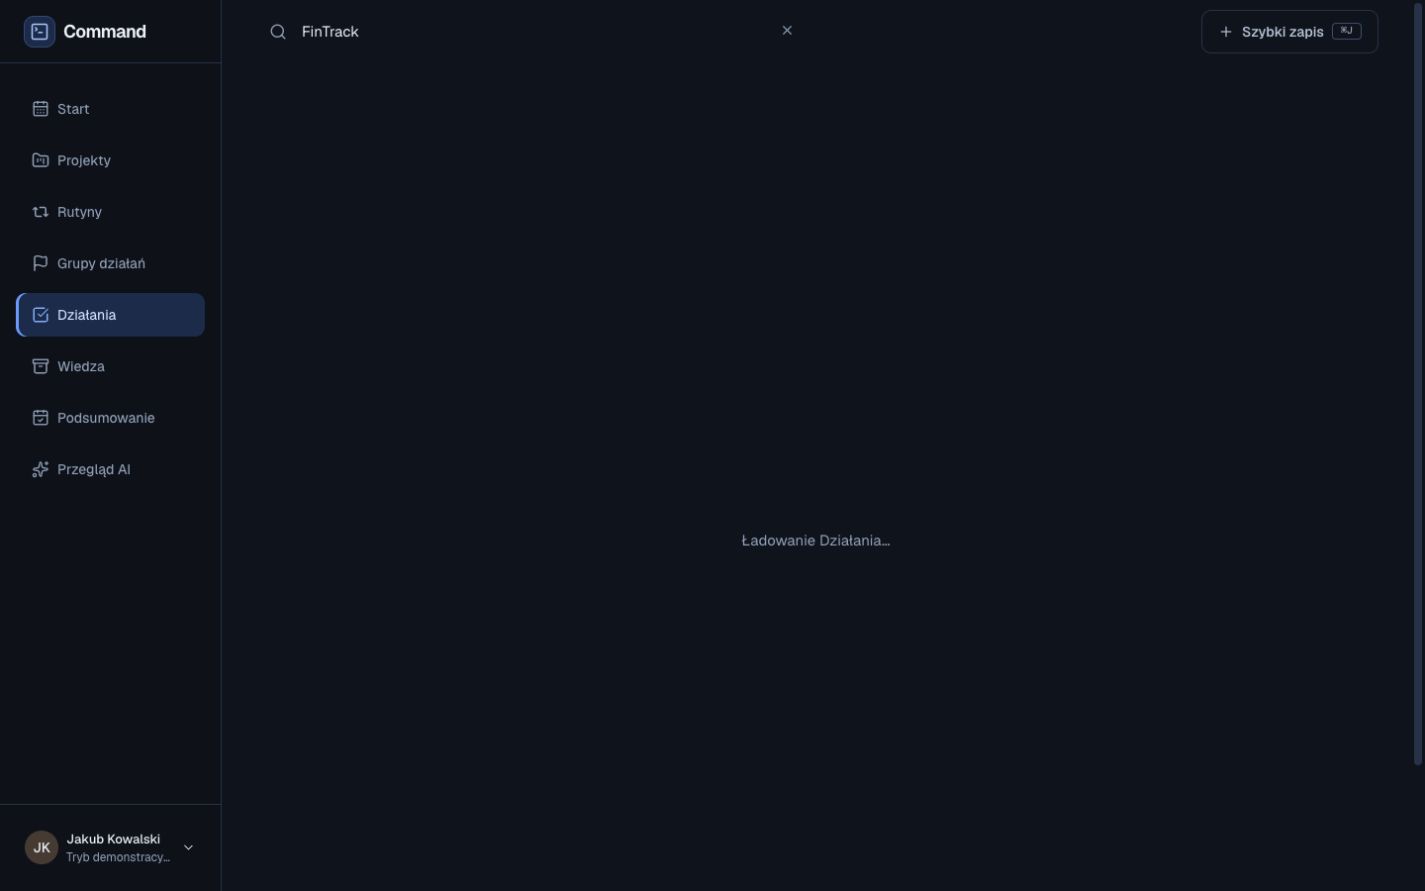 Command
FinTrack
Szybki zapis ⌘J
Start
Projekty
Rutyny
Grupy działań
Działania
Wiedza
Podsumowanie
Przegląd AI
Ładowanie Działania…
JK
Jakub Kowalski
Tryb demonstracy…